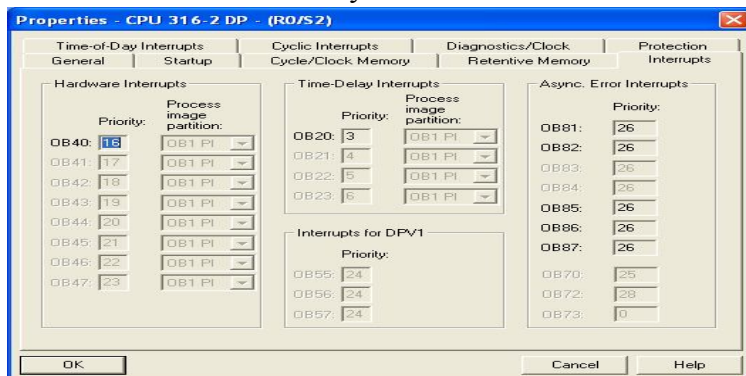 Properties - CPU 316-2 DP - (R0/S2)
Time-of-Day Interrupts Cyclic Interrupts Diagnostics/Clock Protection
General Startup Cycle/Clock Memory Retentive Memory Interrupts
Hardware Interrupts
Priority: Process image partition:
OB40: 16 OB1 PI
OB41: 17 OB1 PI
OB42: 18 OB1 PI
OB43: 19 OB1 PI
OB44: 20 OB1 PI
OB45: 21 OB1 PI
OB46: 22 OB1 PI
OB47: 23 OB1 PI
Time-Delay Interrupts
Priority: Process image partition:
OB20: 3 OB1 PI
OB21: 4 OB1 PI
OB22: 5 OB1 PI
OB23: 6 OB1 PI
Interrupts for DPV1
Priority:
OB55: 24
OB56: 24
OB57: 24
Async. Error Interrupts
Priority:
OB81: 26
OB82: 26
OB83: 26
OB84: 26
OB85: 26
OB86: 26
OB87: 26
OB70: 25
OB72: 28
OB73: 0
OK Cancel Help